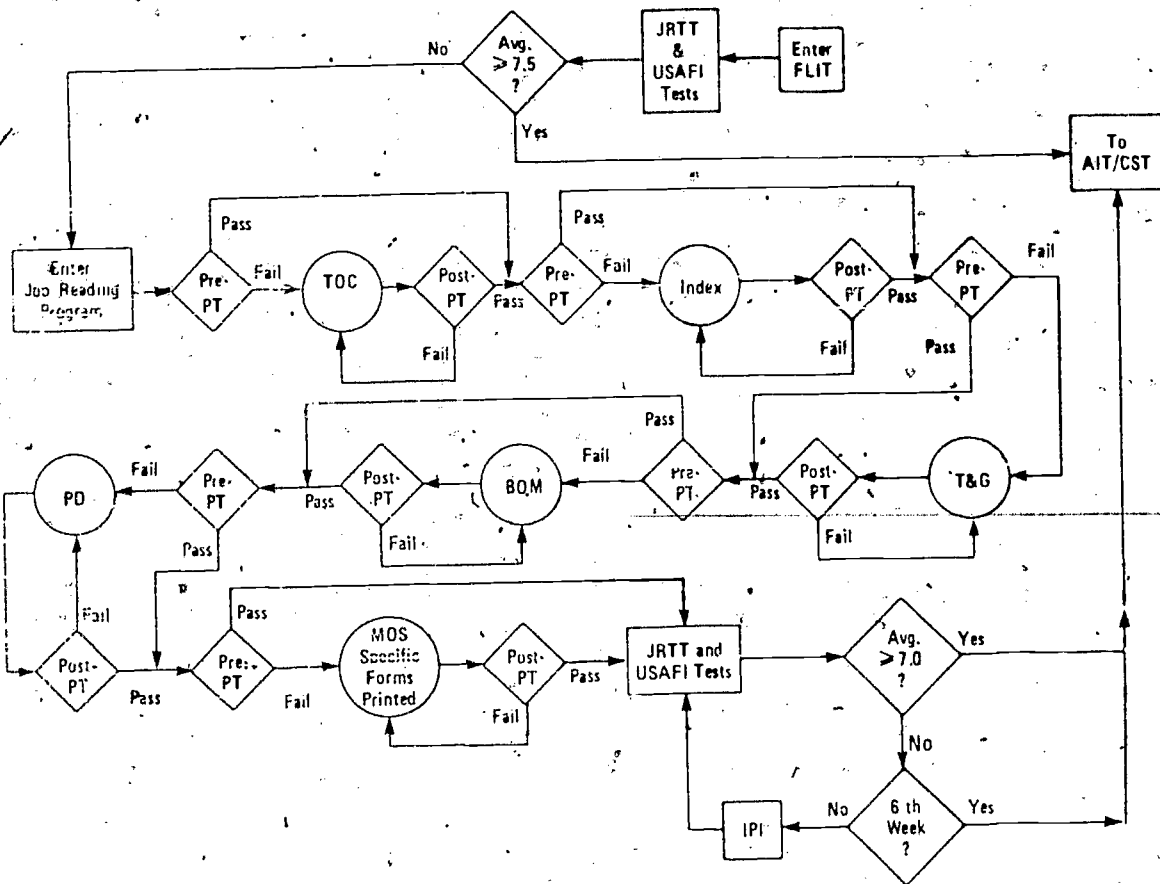 Enter
FLIT
JRTT
&
USAFI
Tests
Avg.
≥ 7.5
?
No
Yes
To
AIT/CST
Enter
Job Reading
Program
Pre-
PT
Pass
Fail
TOC
Post-
PT
Fail
Pass
Pre-
PT
Pass
Fail
Index
Post-
PT
Fail
Pass
Pre-
PT
Fail
Pass
T&G
Post-
PT
Fail
Pass
Pre-
PT
Pass
Fail
BOM
Post-
PT
Fail
Pass
Pre-
PT
Fail
Pass
PD
Post-
PT
Fail
Pass
Pre-
PT
Pass
Fail
MOS
Specific
Forms
Printed
Post-
PT
Fail
Pass
JRTT and
USAFI Tests
Avg.
≥ 7.0
?
Yes
No
6 th
Week
?
Yes
No
IPI